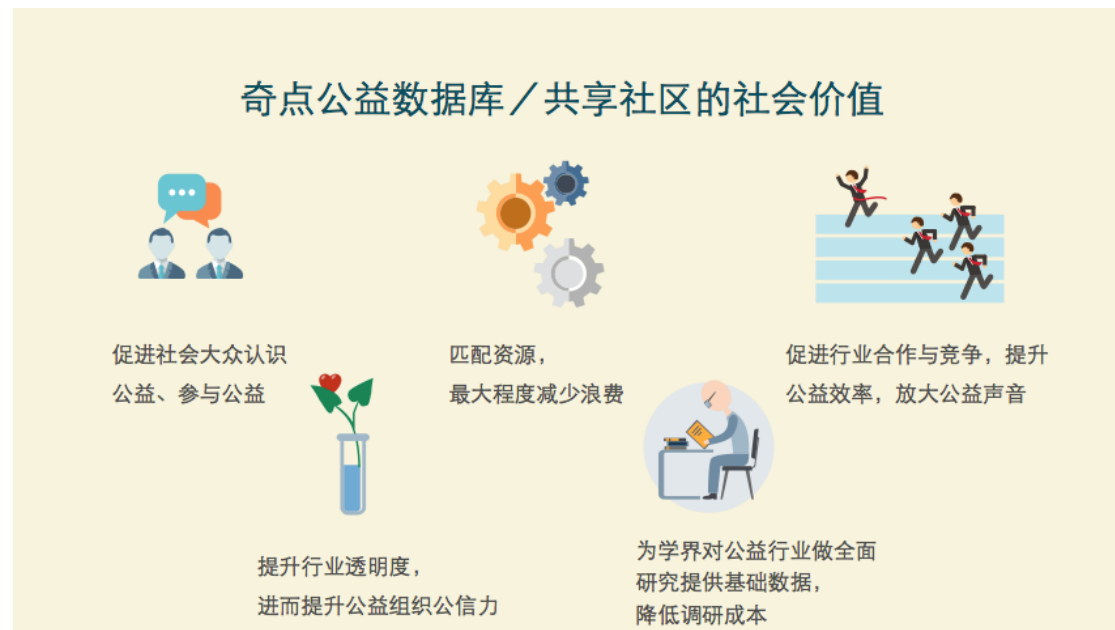 奇点公益数据库／共享社区的社会价值
促进社会大众认识
公益、参与公益
匹配资源，
最大程度减少浪费
促进行业合作与竞争，提升
公益效率，放大公益声音
提升行业透明度，
进而提升公益组织公信力
为学界对公益行业做全面
研究提供基础数据，
降低调研成本